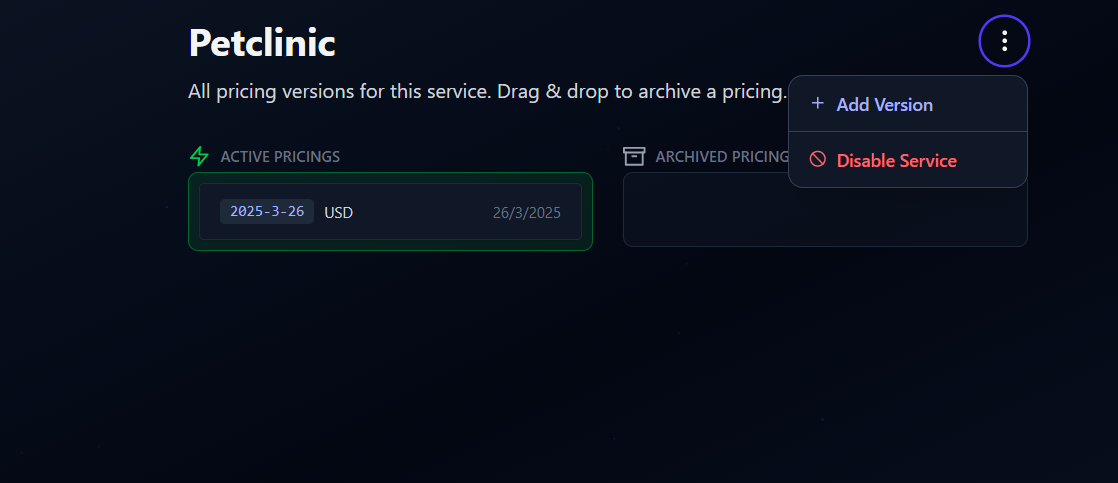 Petclinic
All pricing versions for this service. Drag & drop to archive a pricing.
Add Version
Disable Service
ACTIVE PRICINGS
ARCHIVED PRICING
2025-3-26 USD 26/3/2025